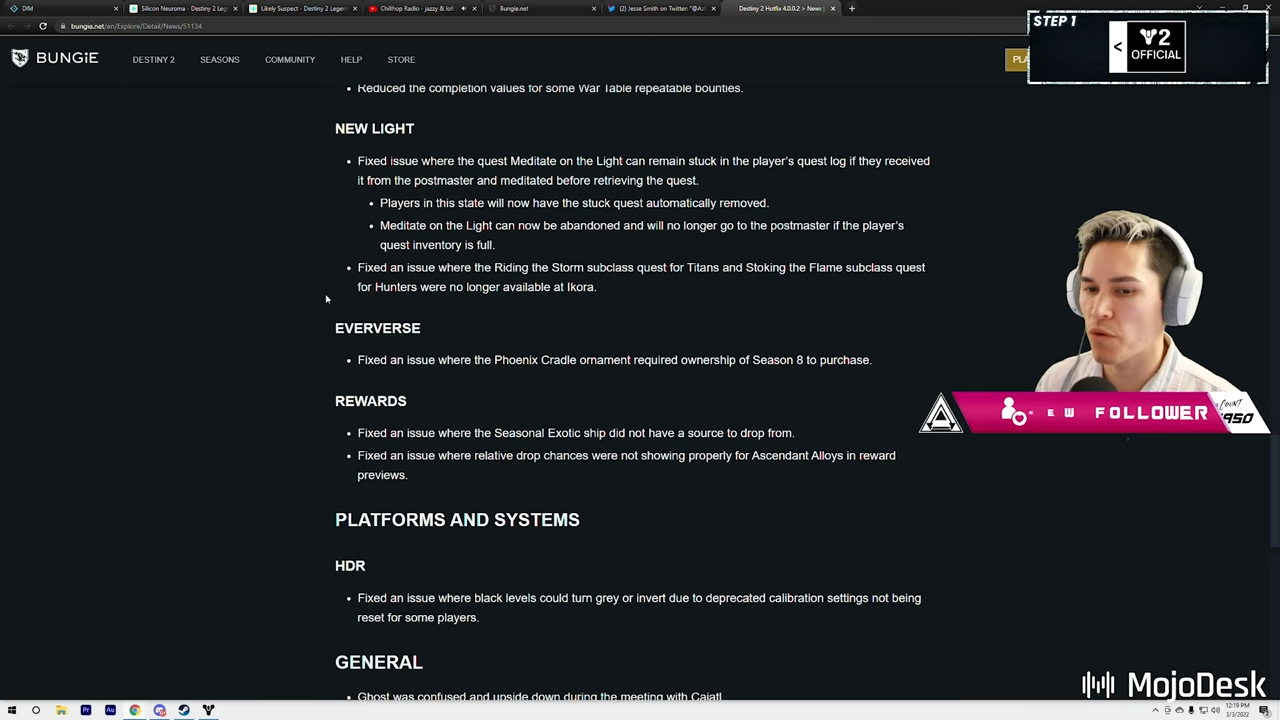 DIM
Silicon Neuroma - Destiny 2 Leg
Likely Suspect - Destiny 2 Legen
Chillhop Radio - jazzy & lofi
Bungie.net
(2) Jesse Smith on Twitter: "@A
Destiny 2 Hotfix 4.0.0.2 > News |
bungie.net/en/Explore/Detail/News/51134
BUNGiE
DESTINY 2
SEASONS
COMMUNITY
HELP
STORE
PL
STEP 1
<
2
OFFICIAL
• Reduced the completion values for some War Table repeatable bounties.
NEW LIGHT
• Fixed issue where the quest Meditate on the Light can remain stuck in the player's quest log if they received
it from the postmaster and meditated before retrieving the quest.
• Players in this state will now have the stuck quest automatically removed.
• Meditate on the Light can now be abandoned and will no longer go to the postmaster if the player's
quest inventory is full.
• Fixed an issue where the Riding the Storm subclass quest for Titans and Stoking the Flame subclass quest
for Hunters were no longer available at Ikora.
EVERVERSE
• Fixed an issue where the Phoenix Cradle ornament required ownership of Season 8 to purchase.
REWARDS
• Fixed an issue where the Seasonal Exotic ship did not have a source to drop from.
• Fixed an issue where relative drop chances were not showing properly for Ascendant Alloys in reward
previews.
PLATFORMS AND SYSTEMS
HDR
• Fixed an issue where black levels could turn grey or invert due to deprecated calibration settings not being
reset for some players.
GENERAL
• Ghost was confused and upside down during the meeting with Caiatl.
E W FOLLOWER
COUNT
950
MojoDesk
12:19 PM
3/3/2022